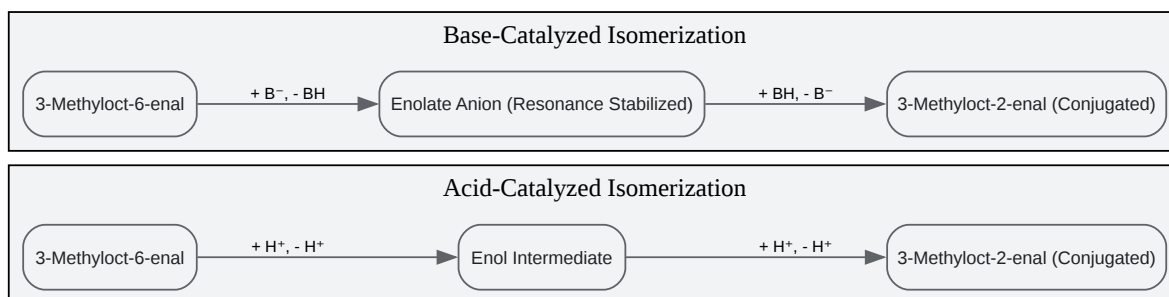 Base-Catalyzed Isomerization
3-Methyloct-6-enal
+ B⁻, - BH
Enolate Anion (Resonance Stabilized)
+ BH, - B⁻
3-Methyloct-2-enal (Conjugated)
Acid-Catalyzed Isomerization
3-Methyloct-6-enal
+ H⁺, - H⁺
Enol Intermediate
+ H⁺, - H⁺
3-Methyloct-2-enal (Conjugated)